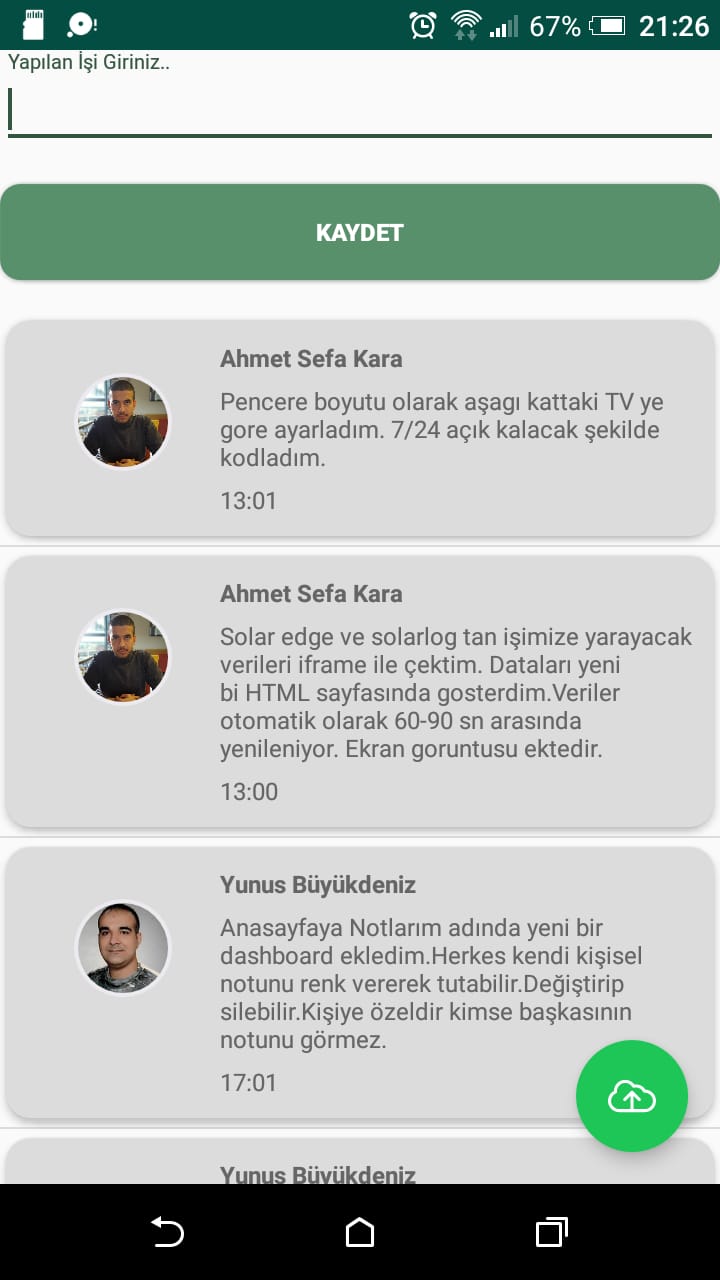 67% 21:26
Yapılan İşi Giriniz..
KAYDET
Ahmet Sefa Kara
Pencere boyutu olarak aşagı kattaki TV ye
gore ayarladım. 7/24 açık kalacak şekilde
kodladım.
13:01
Ahmet Sefa Kara
Solar edge ve solarlog tan işimize yarayacak
verileri iframe ile çektim. Dataları yeni
bi HTML sayfasında gosterdim.Veriler
otomatik olarak 60-90 sn arasında
yenileniyor. Ekran goruntusu ektedir.
13:00
Yunus Büyükdeniz
Anasayfaya Notlarım adında yeni bir
dashboard ekledim.Herkes kendi kişisel
notunu renk vererek tutabilir.Değiştirip
silebilir.Kişiye özeldir kimse başkasının
notunu görmez.
17:01
Yunus Büyükdeniz